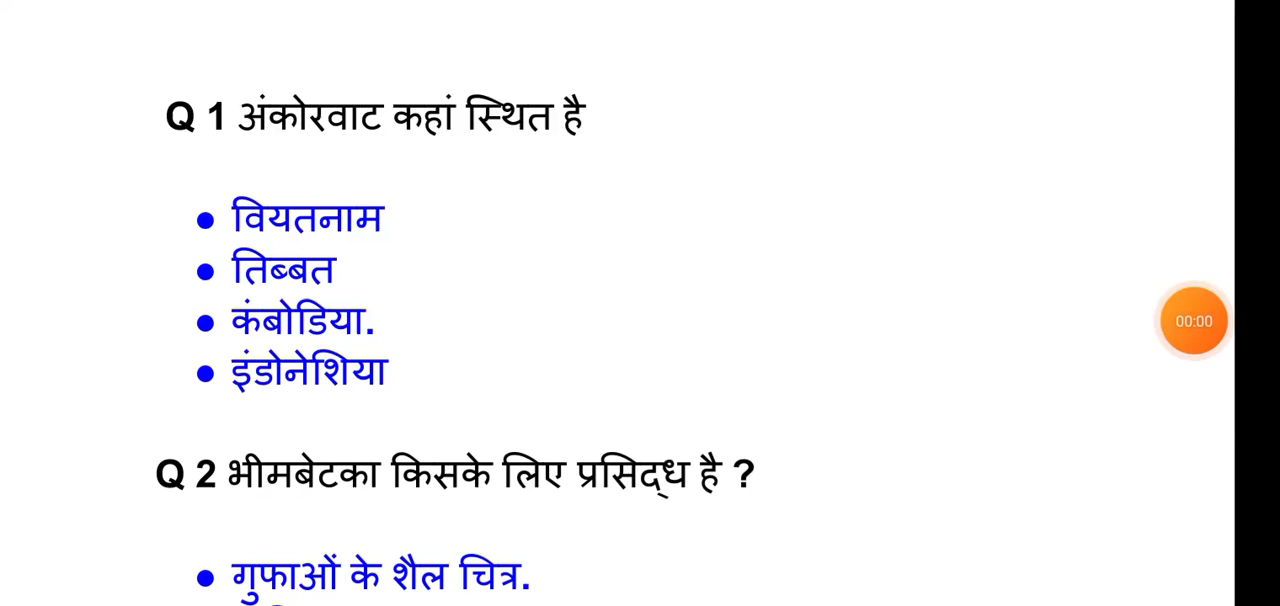 Q 1 अंकोरवाट कहां स्थित है
● वियतनाम
● तिब्बत
● कंबोडिया.
● इंडोनेशिया
00:00
Q 2 भीमबेटका किसके लिए प्रसिद्ध है ?
● गुफाओं के शैल चित्र.